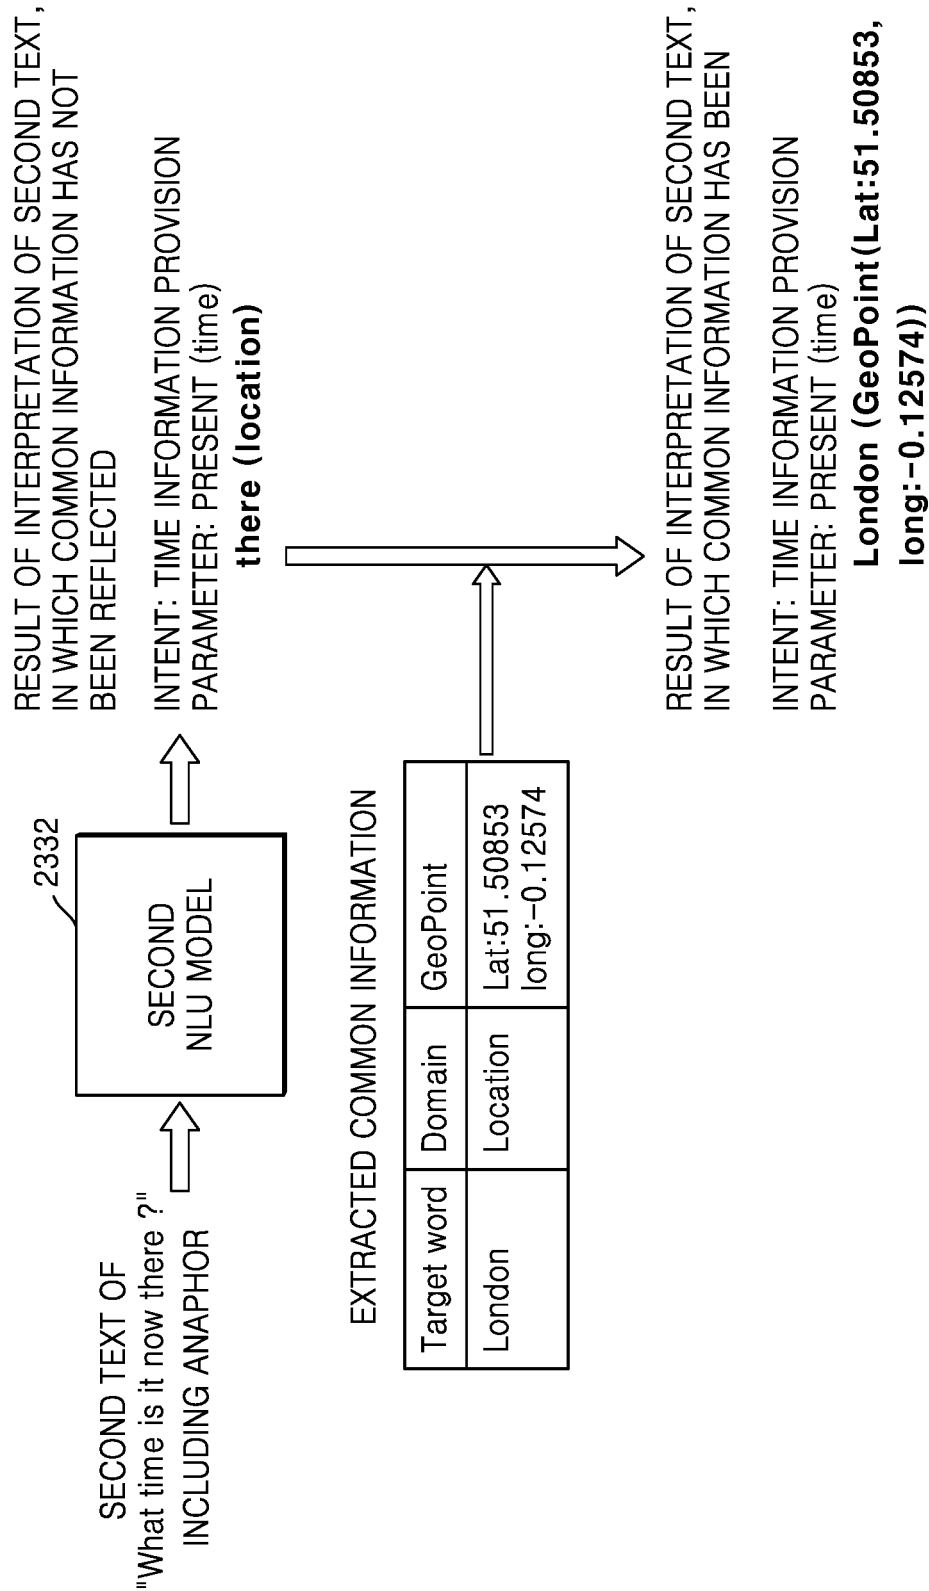 SECOND TEXT OF
"What time is it now there ?"
INCLUDING ANAPHOR
2332
SECOND
NLU MODEL
RESULT OF INTERPRETATION OF SECOND TEXT,
IN WHICH COMMON INFORMATION HAS NOT
BEEN REFLECTED
INTENT: TIME INFORMATION PROVISION
PARAMETER: PRESENT (time)
there (location)
EXTRACTED COMMON INFORMATION
Target word Domain GeoPoint
London Location Lat:51.50853
long:-0.12574
RESULT OF INTERPRETATION OF SECOND TEXT,
IN WHICH COMMON INFORMATION HAS BEEN
INTENT: TIME INFORMATION PROVISION
PARAMETER: PRESENT (time)
London (GeoPoint(Lat:51.50853,
long:-0.12574))